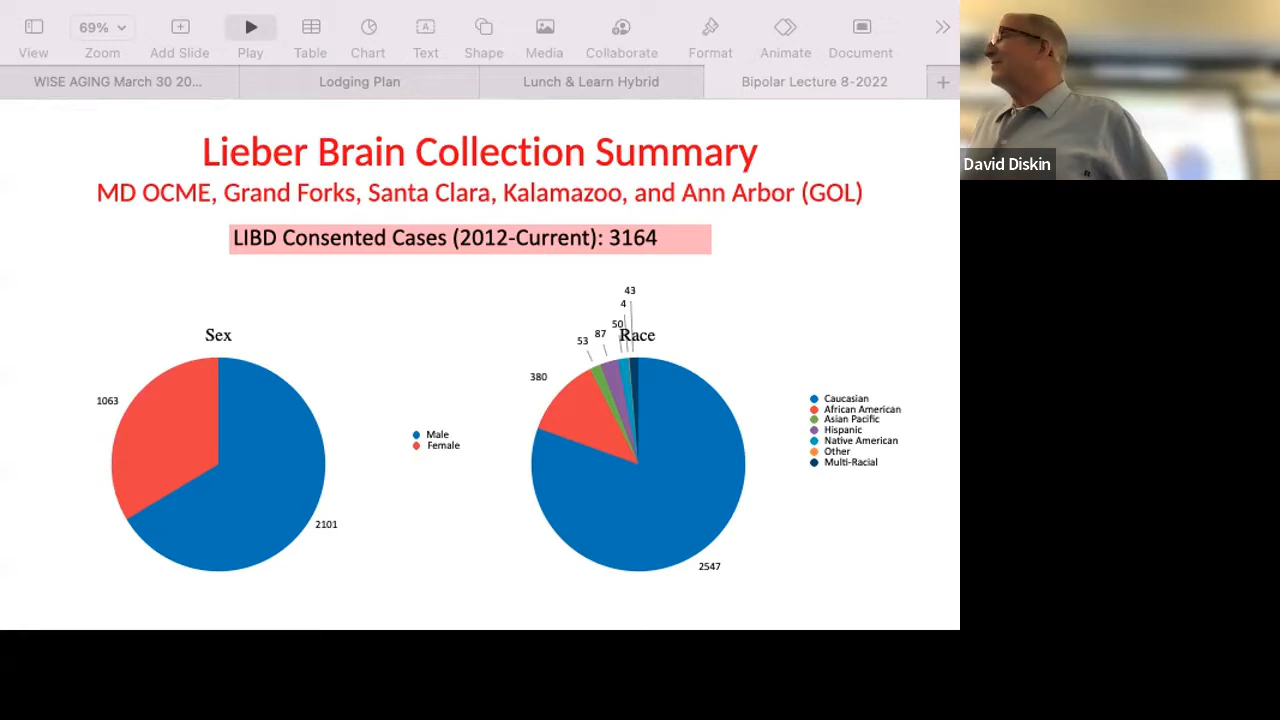 69%
View
Zoom
Add Slide
Play
Table
Chart
Text
Shape
Media
Collaborate
Format
Animate
Document
WISE AGING March 30 20...
Lodging Plan
Lunch & Learn Hybrid
Bipolar Lecture 8-2022
David Diskin
Lieber Brain Collection Summary
MD OCME, Grand Forks, Santa Clara, Kalamazoo, and Ann Arbor (GOL)
LIBD Consented Cases (2012-Current): 3164
Sex
1063
2101
Male
Female
Race
43
4
50
87
53
380
2547
Caucasian
African American
Asian Pacific
Hispanic
Native American
Other
Multi-Racial